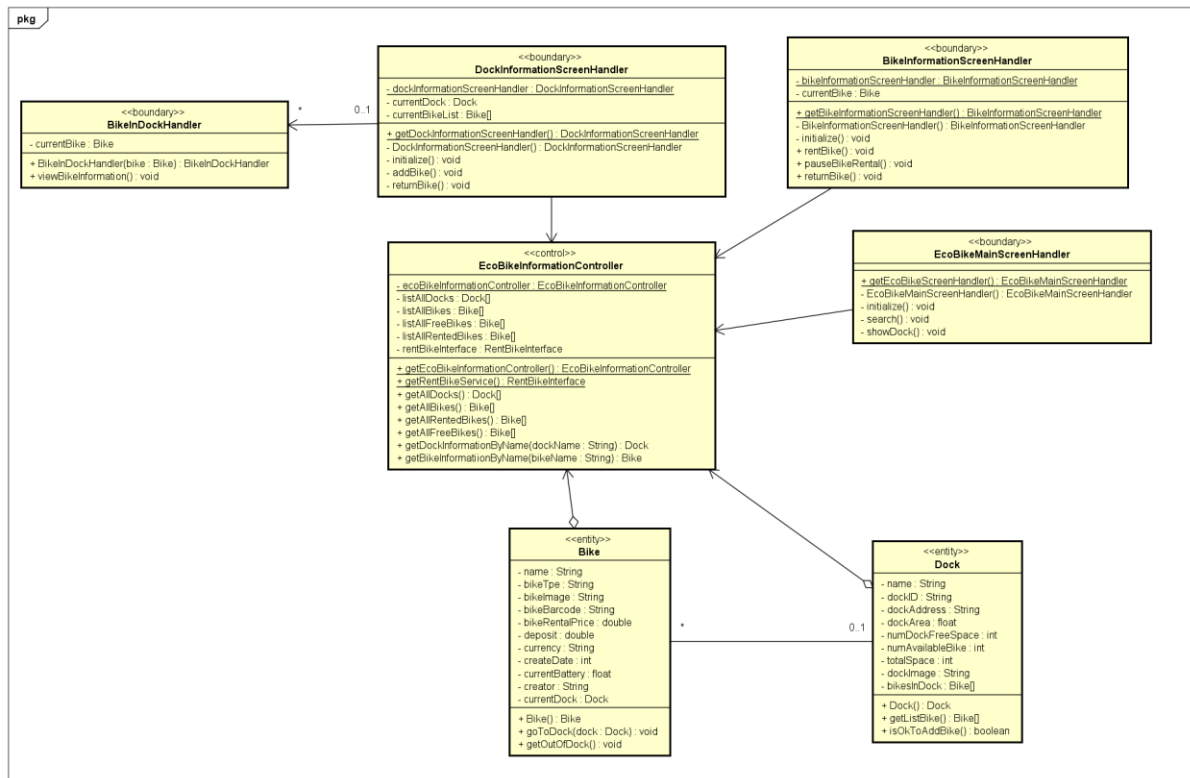 pkg
<<boundary>>
DockInformationScreenHandler
- dockInformationScreenHandler : DockInformationScreenHandler
- currentDock : Dock
- currentBikeList : Bike[]
+ getDockInformationScreenHandler() : DockInformationScreenHandler
- DockInformationScreenHandler() : DockInformationScreenHandler
- initialize() : void
- addBike() : void
- returnBike() : void
<<boundary>>
BikeInformationScreenHandler
- bikeInformationScreenHandler : BikeInformationScreenHandler
- currentBike : Bike
+ getBikeInformationScreenHandler() : BikeInformationScreenHandler
- BikeInformationScreenHandler() : BikeInformationScreenHandler
- initialize() : void
+ rentBike() : void
+ pauseBikeRental() : void
+ returnBike() : void
<<boundary>>
BikeInDockHandler
- currentBike : Bike
+ BikeInDockHandler(bike : Bike) : BikeInDockHandler
+ viewBikeInformation() : void
*
0..1
<<boundary>>
EcoBikeMainScreenHandler
+ getEcoBikeScreenHandler() : EcoBikeMainScreenHandler
- EcoBikeMainScreenHandler() : EcoBikeMainScreenHandler
- initialize() : void
- search() : void
- showDock() : void
<<control>>
EcoBikeInformationController
- ecoBikeInformationController : EcoBikeInformationController
- listAllDocks : Dock[]
- listAllBikes : Bike[]
- listAllFreeBikes : Bike[]
- listAllRentedBikes : Bike[]
- rentBikeInterface : RentBikeInterface
+ getEcoBikeInformationController() : EcoBikeInformationController
+ getRentBikeService() : RentBikeInterface
+ getAllDocks() : Dock[]
+ getAllBikes() : Bike[]
+ getAllRentedBikes() : Bike[]
+ getAllFreeBikes() : Bike[]
+ getDockInformationByName(dockName : String) : Dock
+ getBikeInformatiionByName(bikeName : String) : Bike
<<entity>>
Bike
- name : String
- bikeTpe : String
- bikeImage : String
- bikeBarcode : String
- bikeRentalPrice : double
- deposit : double
- currency : String
- createDate : int
- currentBattery : float
- creator : String
- currentDock : Dock
+ Bike() : Bike
+ goToDock(dock : Dock) : void
+ getOutOfDock() : void
*
0..1
<<entity>>
Dock
- name : String
- dockID : String
- dockAddress : String
- dockArea : float
- numDockFreeSpace : int
- numAvailableBike : int
- totalSpace : int
- dockImage : String
- bikesInDock : Bike[]
+ Dock() : Dock
+ getListBike() : Bike[]
+ isOkToAddBike() : boolean